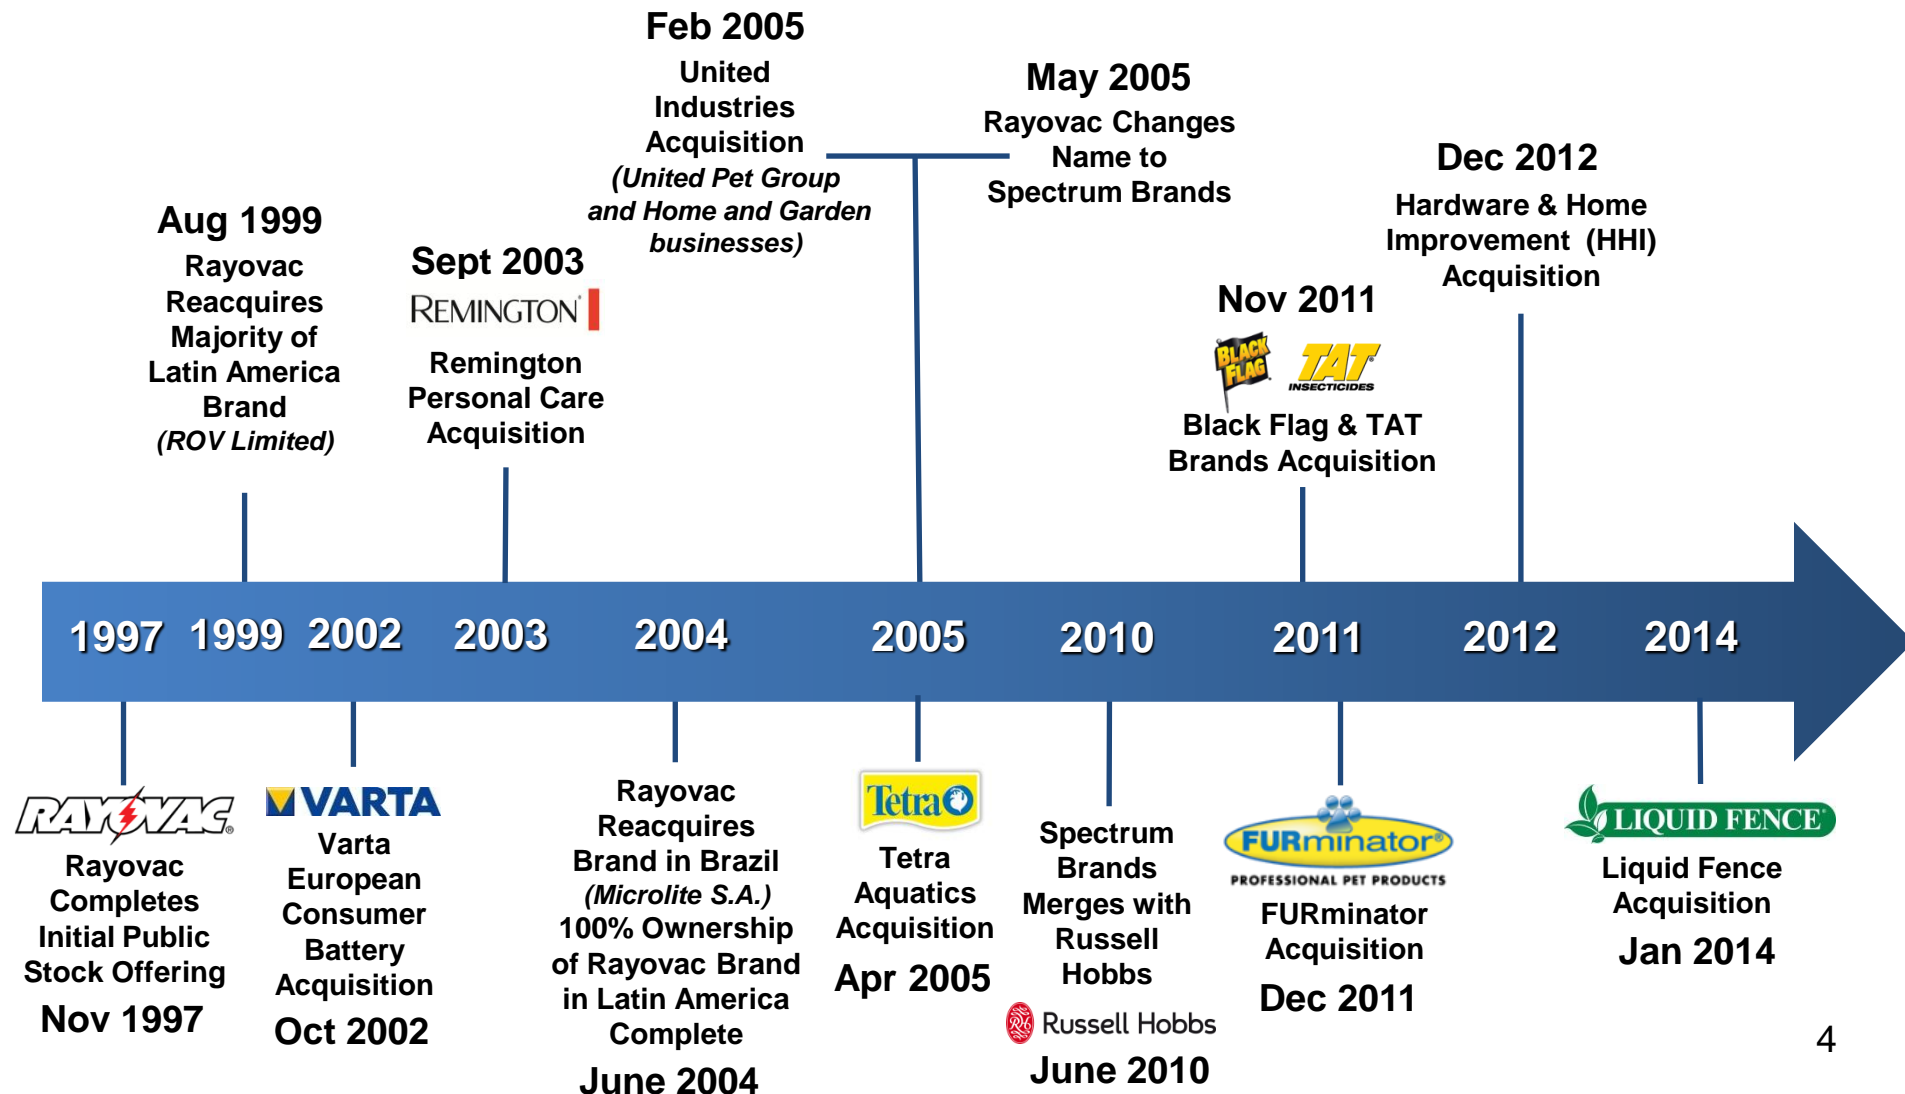 Feb 2005
United
Industries
Acquisition
(United Pet Group
and Home and Garden
businesses)
May 2005
Rayovac Changes
Name to
Spectrum Brands
Dec 2012
Hardware & Home
Improvement (HHI)
Acquisition
Aug 1999
Rayovac
Reacquires
Majority of
Latin America
Brand
(ROV Limited)
Sept 2003
REMINGTON
Remington
Personal Care
Acquisition
Nov 2011
BLACK
FLAG
TAT
INSECTICIDES
Black Flag & TAT
Brands Acquisition
1997 1999 2002 2003 2004 2005 2010 2011 2012 2014
RAYOVAC
Rayovac
Completes
Initial Public
Stock Offering
Nov 1997
VARTA
Varta
European
Consumer
Battery
Acquisition
Oct 2002
Rayovac
Reacquires
Brand in Brazil
(Microlite S.A.)
100% Ownership
of Rayovac Brand
in Latin America
Complete
June 2004
Tetra
Tetra
Aquatics
Acquisition
Apr 2005
Spectrum
Brands
Merges with
Russell
Hobbs
Rh Russell Hobbs
June 2010
FURminator®
PROFESSIONAL PET PRODUCTS
FURminator
Acquisition
Dec 2011
LIQUID FENCE
Liquid Fence
Acquisition
Jan 2014
4